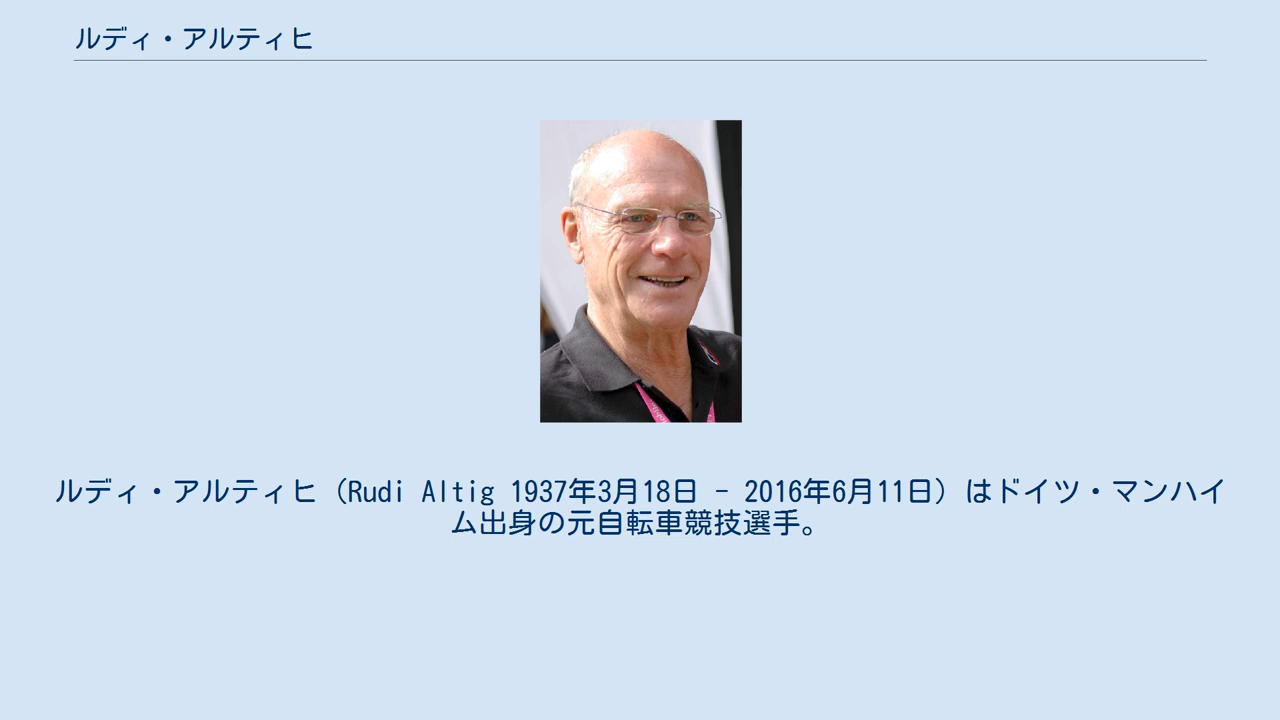 ルディ・アルティヒ
ルディ・アルティヒ（Rudi Altig 1937年3月18日 - 2016年6月11日）はドイツ・マンハイ
ム出身の元自転車競技選手。